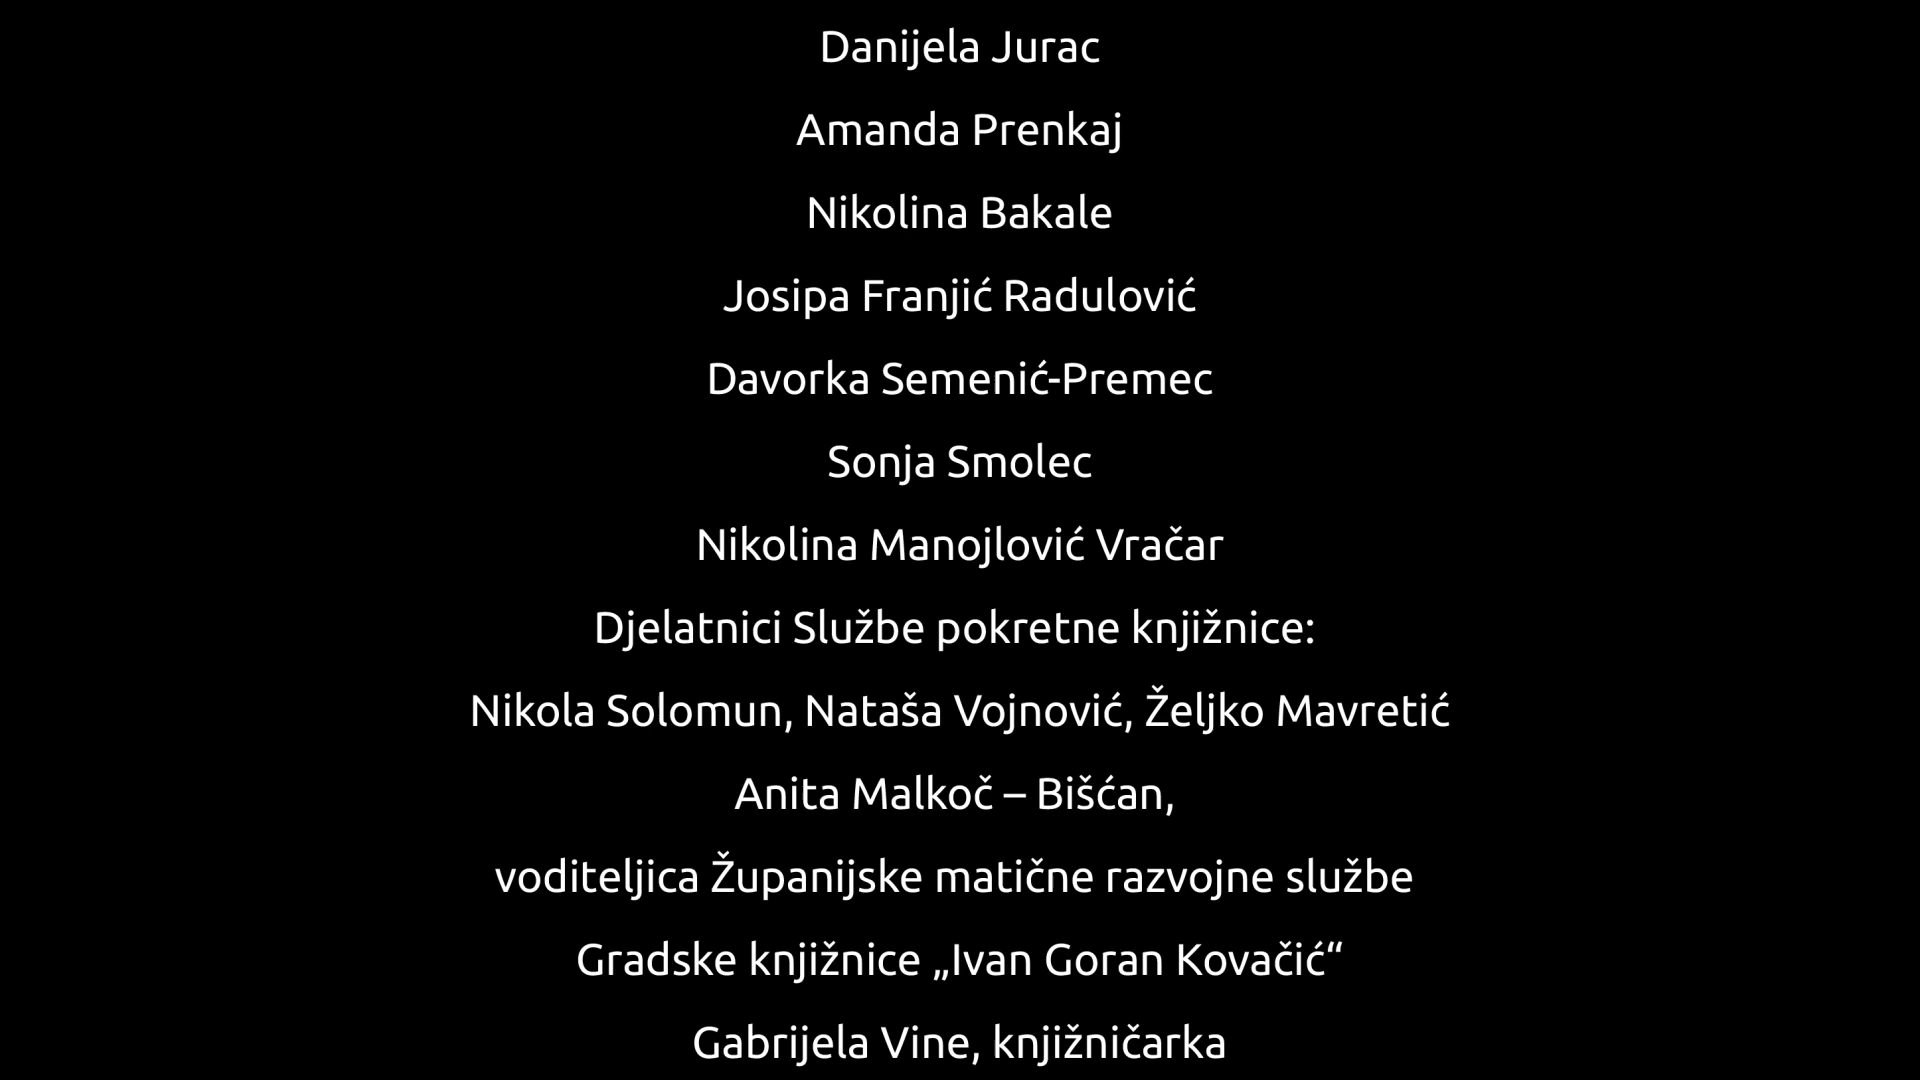 Danijela Jurac
Amanda Prenkaj
Nikolina Bakale
Josipa Franjić Radulović
Davorka Semenić-Premec
Sonja Smolec
Nikolina Manojlović Vračar
Djelatnici Službe pokretne knjižnice:
Nikola Solomun, Nataša Vojnović, Željko Mavretić
Anita Malkoč – Bišćan,
voditeljica Županijske matične razvojne službe
Gradske knjižnice „Ivan Goran Kovačić“
Gabrijela Vine, knjižničarka